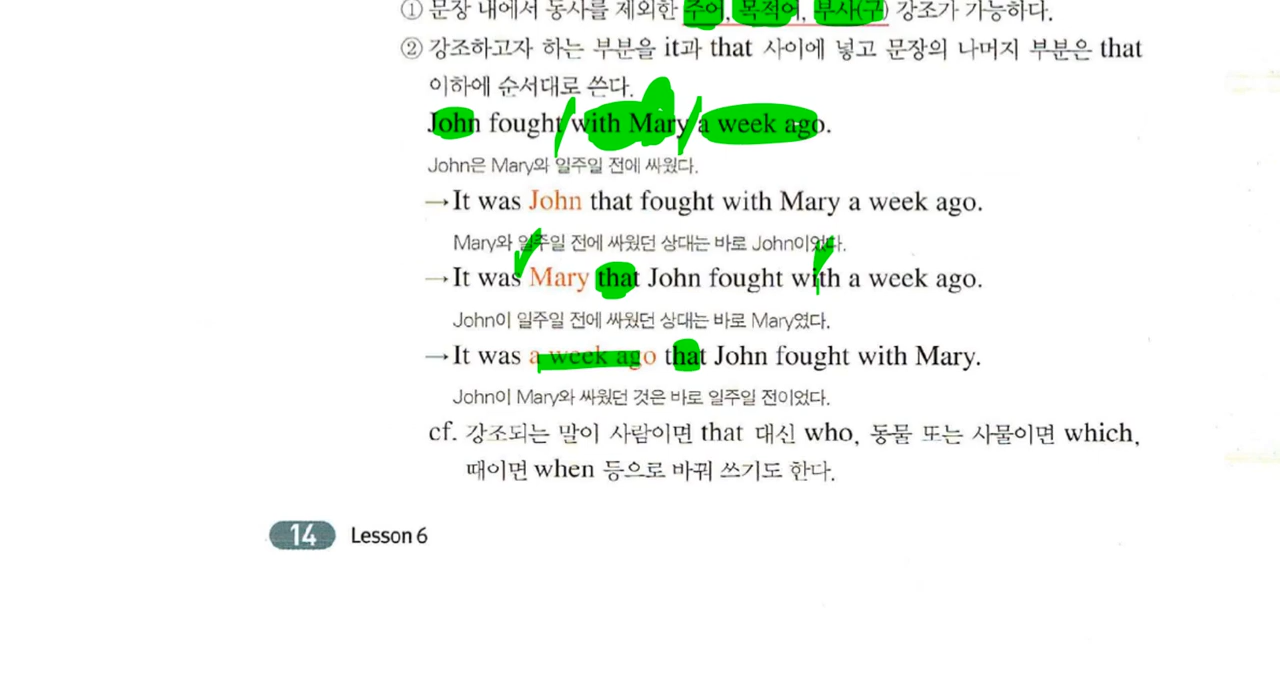 ① 문장 내에서 동사를 제외한 주어, 목적어, 부사(구) 강조가 가능하다.
② 강조하고자 하는 부분을 it과 that 사이에 넣고 문장의 나머지 부분은 that
이하에 순서대로 쓴다.
John fought with Mary a week ago.
John은 Mary와 일주일 전에 싸웠다.
→It was John that fought with Mary a week ago.
Mary와 일주일 전에 싸웠던 상대는 바로 John이었다.
→It was Mary that John fought with a week ago.
John이 일주일 전에 싸웠던 상대는 바로 Mary였다.
→It was a week ago that John fought with Mary.
John이 Mary와 싸웠던 것은 바로 일주일 전이었다.
cf. 강조되는 말이 사람이면 that 대신 who, 동물 또는 사물이면 which,
때이면 when 등으로 바꿔 쓰기도 한다.
14 Lesson 6